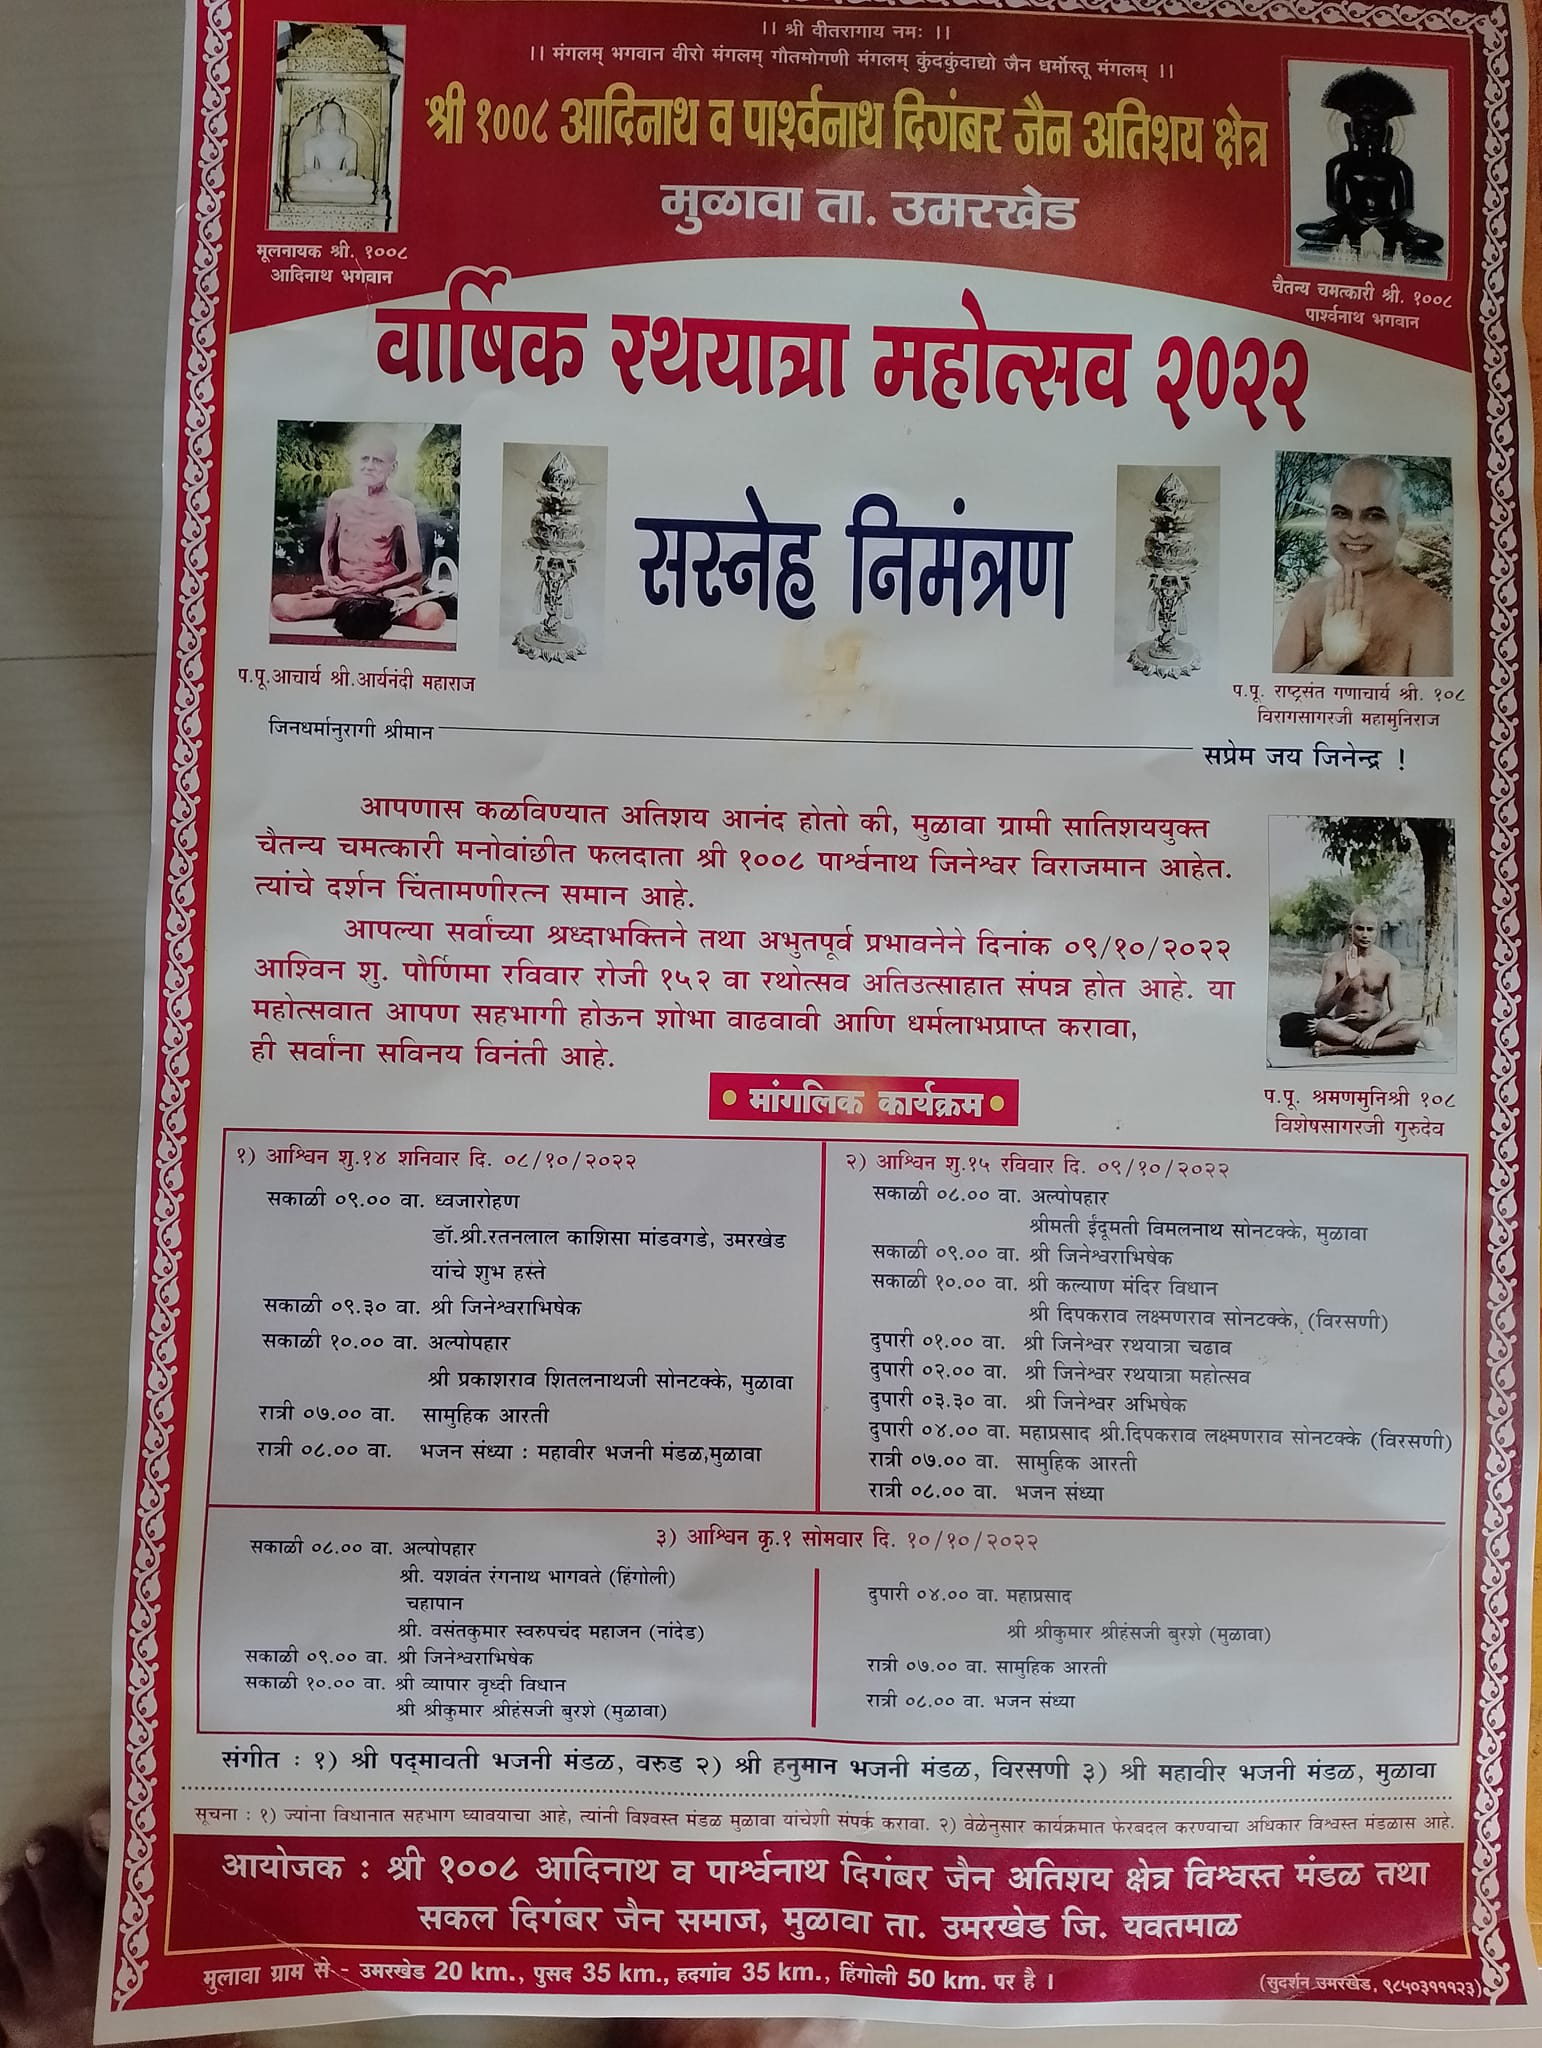 ।। श्री वीतरागाय नमः ।।
।। मंगलम् भगवान वीरो मंगलम् गौतमोगणी मंगलम् कुंदकुंदाद्यो जैन धर्मोस्तू मंगलम् ।।
श्री १००८ आदिनाथ व पार्श्वनाथ दिगंबर जैन अतिशय क्षेत्र
मुळावा ता. उमरखेड
मूलनायक श्री. १००८
आदिनाथ भगवान
चैतन्य चमत्कारी श्री. १००८
पार्श्वनाथ भगवान
वार्षिक रथयात्रा महोत्सव २०२२
सस्नेह निमंत्रण
प.पू.आचार्य श्री.आर्यनंदी महाराज
प.पू. राष्ट्रसंत गणाचार्य श्री. १०८
विरागसागरजी महामुनिराज
जिनधर्मानुरागी श्रीमान
सप्रेम जय जिनेन्द्र !
आपणास कळविण्यात अतिशय आनंद होतो की, मुळावा ग्रामी सातिशययुक्त
चैतन्य चमत्कारी मनोवांछीत फलदाता श्री १००८ पार्श्वनाथ जिनेश्वर विराजमान आहेत.
त्यांचे दर्शन चिंतामणीरत्न समान आहे.
आपल्या सर्वांच्या श्रध्दाभक्तिने तथा अभुतपूर्व प्रभावनेने दिनांक ०९/१०/२०२२
आश्विन शु. पौर्णिमा रविवार रोजी १५२ वा रथोत्सव अतिउत्साहात संपन्न होत आहे. या
महोत्सवात आपण सहभागी होऊन शोभा वाढवावी आणि धर्मलाभप्राप्त करावा,
ही सर्वांना सविनय विनंती आहे.
प.पू. श्रमणमुनिश्री १०८
विशेषसागरजी गुरुदेव
• मांगलिक कार्यक्रम •
१) आश्विन शु.१४ शनिवार दि. ०८/१०/२०२२
सकाळी ०९.०० वा. ध्वजारोहण
डॉ.श्री.रतनलाल काशिसा मांडवगडे, उमरखेड
यांचे शुभ हस्ते
सकाळी ०९.३० वा. श्री जिनेश्वराभिषेक
सकाळी १०.०० वा. अल्पोपहार
श्री प्रकाशराव शितलनाथजी सोनटक्के, मुळावा
रात्री ०७.०० वा. सामुहिक आरती
रात्री ०८.०० वा. भजन संध्या : महावीर भजनी मंडळ,मुळावा
२) आश्विन शु.१५ रविवार दि. ०९/१०/२०२२
सकाळी ०८.०० वा. अल्पोपहार
श्रीमती ईंदूमती विमलनाथ सोनटक्के, मुळावा
सकाळी ०९.०० वा. श्री जिनेश्वराभिषेक
सकाळी १०.०० वा. श्री कल्याण मंदिर विधान
श्री दिपकराव लक्ष्मणराव सोनटक्के, (विरसणी)
दुपारी ०१.०० वा. श्री जिनेश्वर रथयात्रा चढाव
दुपारी ०२.०० वा. श्री जिनेश्वर रथयात्रा महोत्सव
दुपारी ०३.३० वा. श्री जिनेश्वर अभिषेक
दुपारी ०४.०० वा. महाप्रसाद श्री.दिपकराव लक्ष्मणराव सोनटक्के (विरसणी)
रात्री ०७.०० वा. सामुहिक आरती
रात्री ०८.०० वा. भजन संध्या
३) आश्विन कृ.१ सोमवार दि. १०/१०/२०२२
सकाळी ०८.०० वा. अल्पोपहार
श्री. यशवंत रंगनाथ भागवते (हिंगोली)
चहापान
श्री. वसंतकुमार स्वरुपचंद महाजन (नांदेड)
सकाळी ०९.०० वा. श्री जिनेश्वराभिषेक
सकाळी १०.०० वा. श्री व्यापार वृध्दी विधान
श्री श्रीकुमार श्रीहंसजी बुरशे (मुळावा)
दुपारी ०४.०० वा. महाप्रसाद
श्री श्रीकुमार श्रीहंसजी बुरशे (मुळावा)
रात्री ०७.०० वा. सामुहिक आरती
रात्री ०८.०० वा. भजन संध्या
संगीत : १) श्री पद्मावती भजनी मंडळ, वरुड २) श्री हनुमान भजनी मंडळ, विरसणी ३) श्री महावीर भजनी मंडळ, मुळावा
सूचना : १) ज्यांना विधानात सहभाग घ्यावयाचा आहे, त्यांनी विश्वस्त मंडळ मुळावा यांचेशी संपर्क करावा. २) वेळेनुसार कार्यक्रमात फेरबदल करण्याचा अधिकार विश्वस्त मंडळास आहे.
आयोजक : श्री १००८ आदिनाथ व पार्श्वनाथ दिगंबर जैन अतिशय क्षेत्र विश्वस्त मंडळ तथा
सकल दिगंबर जैन समाज, मुळावा ता. उमरखेड जि. यवतमाळ
मुलावा ग्राम से - उमरखेड 20 km., पुसद 35 km., हदगांव 35 km., हिंगोली 50 km. पर है ।
(सुदर्शन उमरखेड, ९८५०३१११२३)